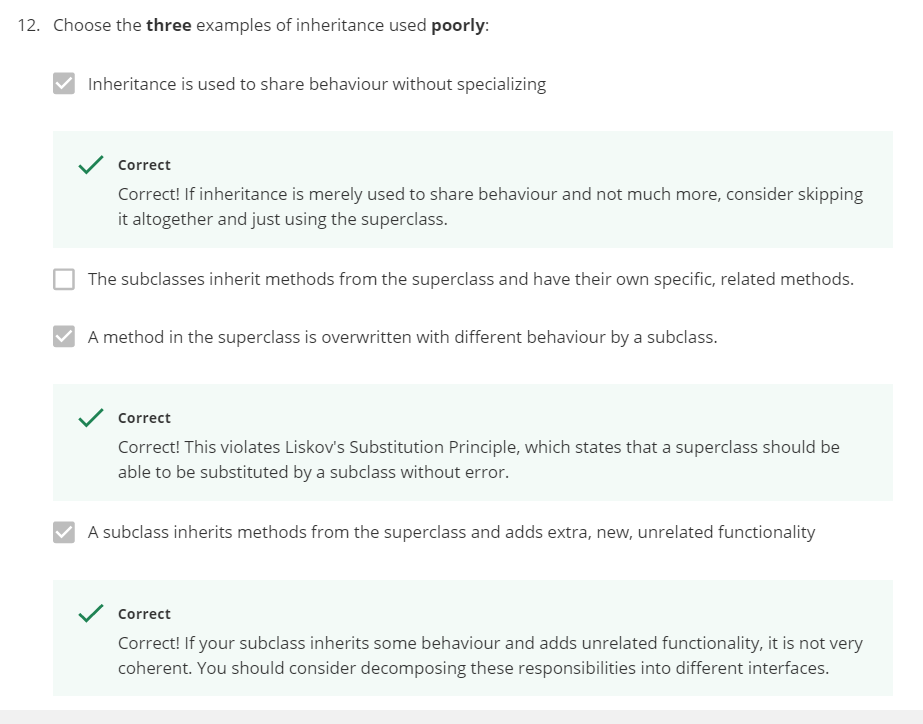 12. Choose the three examples of inheritance used poorly:
Inheritance is used to share behaviour without specializing
Correct
Correct! If inheritance is merely used to share behaviour and not much more, consider skipping
it altogether and just using the superclass.
The subclasses inherit methods from the superclass and have their own specific, related methods.
A method in the superclass is overwritten with different behaviour by a subclass.
Correct
Correct! This violates Liskov's Substitution Principle, which states that a superclass should be
able to be substituted by a subclass without error.
A subclass inherits methods from the superclass and adds extra, new, unrelated functionality
Correct
Correct! If your subclass inherits some behaviour and adds unrelated functionality, it is not very
coherent. You should consider decomposing these responsibilities into different interfaces.